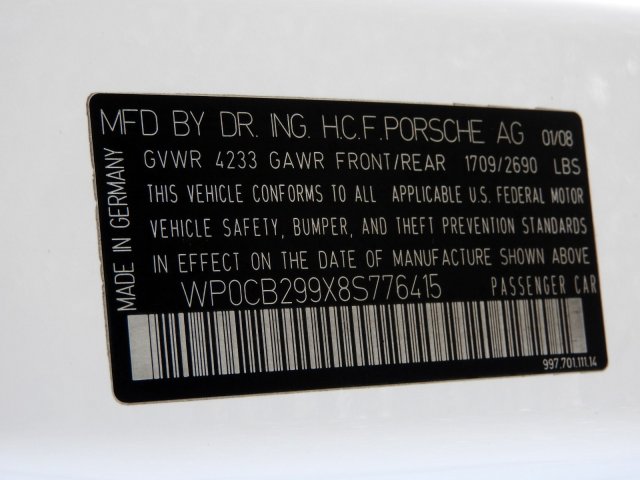 MFD BY DR. ING. H.C.F. PORSCHE AG 01/08
GVWR 4233 GAWR FRONT/REAR 1709/2690 LBS
THIS VEHICLE CONFORMS TO ALL APPLICABLE U.S. FEDERAL MOTOR
VEHICLE SAFETY, BUMPER, AND THEFT PREVENTION STANDARDS
IN EFFECT ON THE DATE OF MANUFACTURE SHOWN ABOVE
WP0CB299X8S776415 PASSENGER CAR
997.701.111.14
MADE IN GERMANY